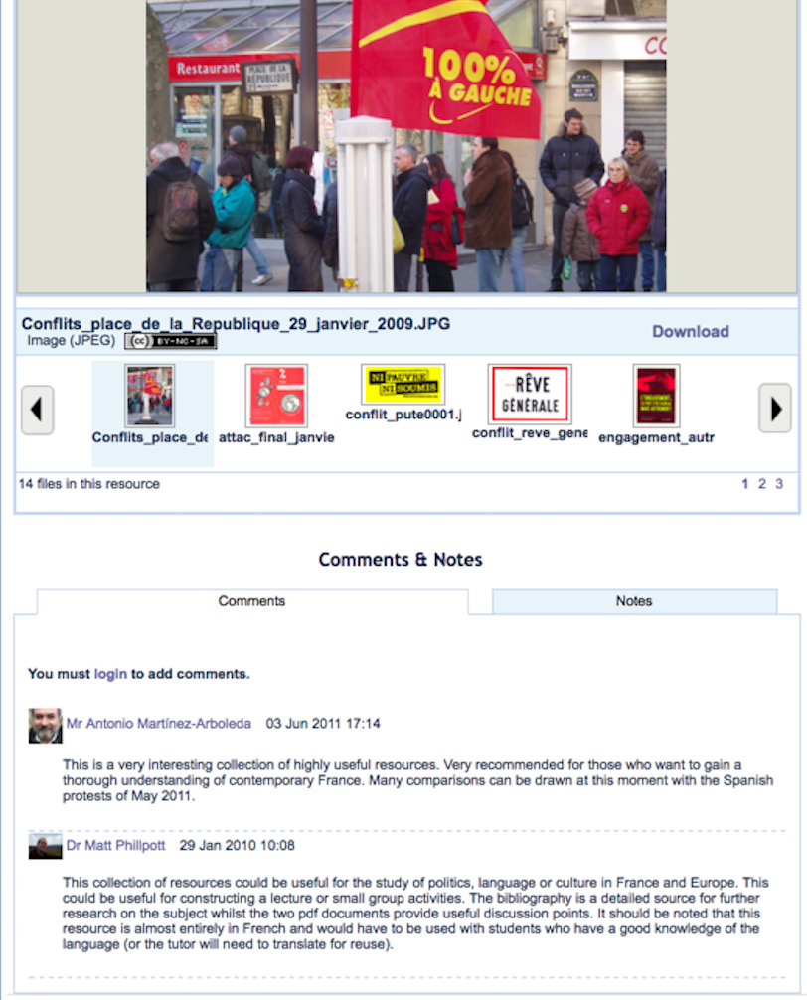 Restaurant
PLACE DE LA
RÉPUBLIQUE
100%
À GAUCHE
Conflits_place_de_la_Republique_29_janvier_2009.JPG
Image (JPEG) (cc) BY-NC-SA
Download
Conflits_place_de
attac_final_janvie
NI PAUVRE
NI SOUMIS
conflit_pute0001.j
RÊVE
GÉNÉRALE
conflit_reve_gene
engagement_autr
14 files in this resource
1 2 3
Comments & Notes
Comments
Notes
You must login to add comments.
Mr Antonio Martínez-Arboleda 03 Jun 2011 17:14
This is a very interesting collection of highly useful resources. Very recommended for those who want to gain a
thorough understanding of contemporary France. Many comparisons can be drawn at this moment with the Spanish
protests of May 2011.
Dr Matt Phillpott 29 Jan 2010 10:08
This collection of resources could be useful for the study of politics, language or culture in France and Europe. This
could be useful for constructing a lecture or small group activities. The bibliography is a detailed source for further
research on the subject whilst the two pdf documents provide useful discussion points. It should be noted that this
resource is almost entirely in French and would have to be used with students who have a good knowledge of the
language (or the tutor will need to translate for reuse).